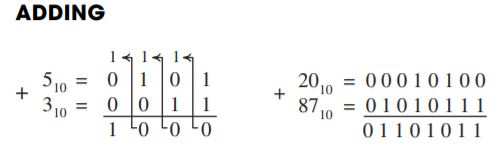 ADDING
1 1 1
+ 5₁₀ = 0 1 0 1
3₁₀ = 0 0 1 1
1 0 0 0
+ 20₁₀ = 0 0 0 1 0 1 0 0
87₁₀ = 0 1 0 1 0 1 1 1
0 1 1 0 1 0 1 1